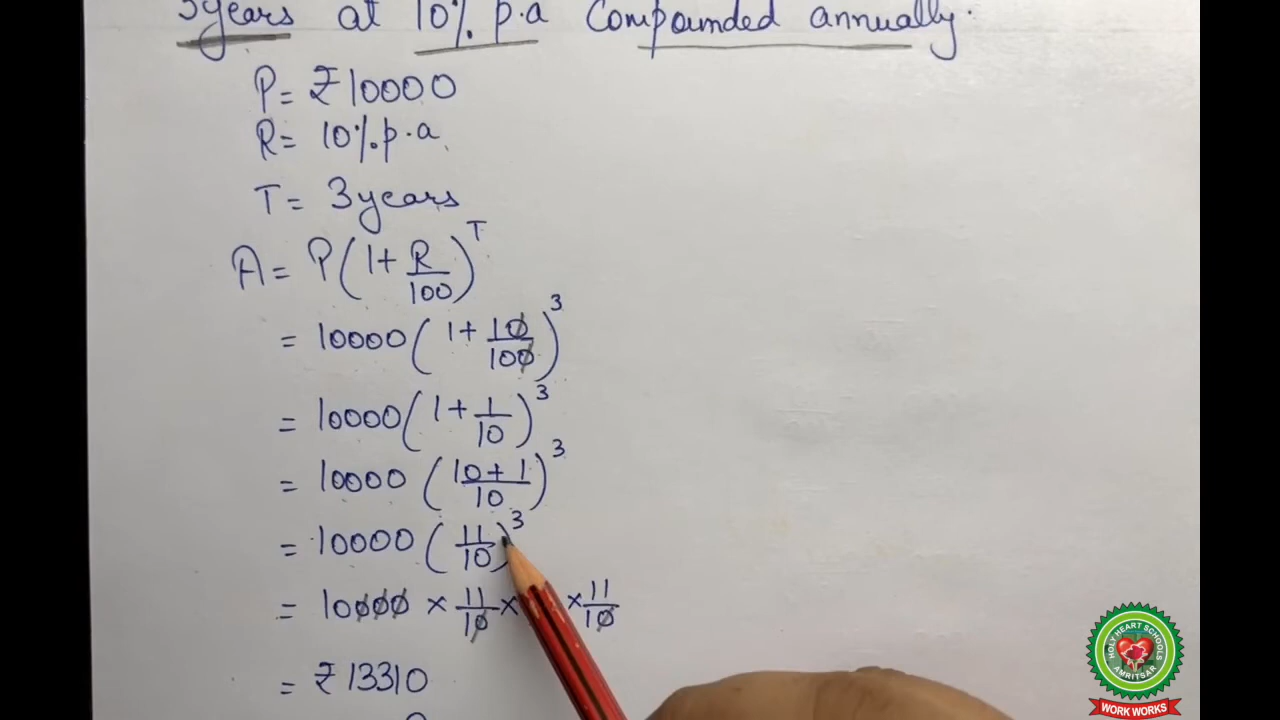 3years at 10% p.a Compounded annually.
P= ₹10000
R= 10%.p.a
T= 3years
A= P(1+R/100)^T
= 10000(1+10/100)^3
= 10000(1+1/10)^3
= 10000(10+1/10)^3
= 10000(11/10)^3
= 10000 × 11/10 × × 11/10
= ₹13310
HOLY HEART SCHOOLS
AMRITSAR
WORK WORKS